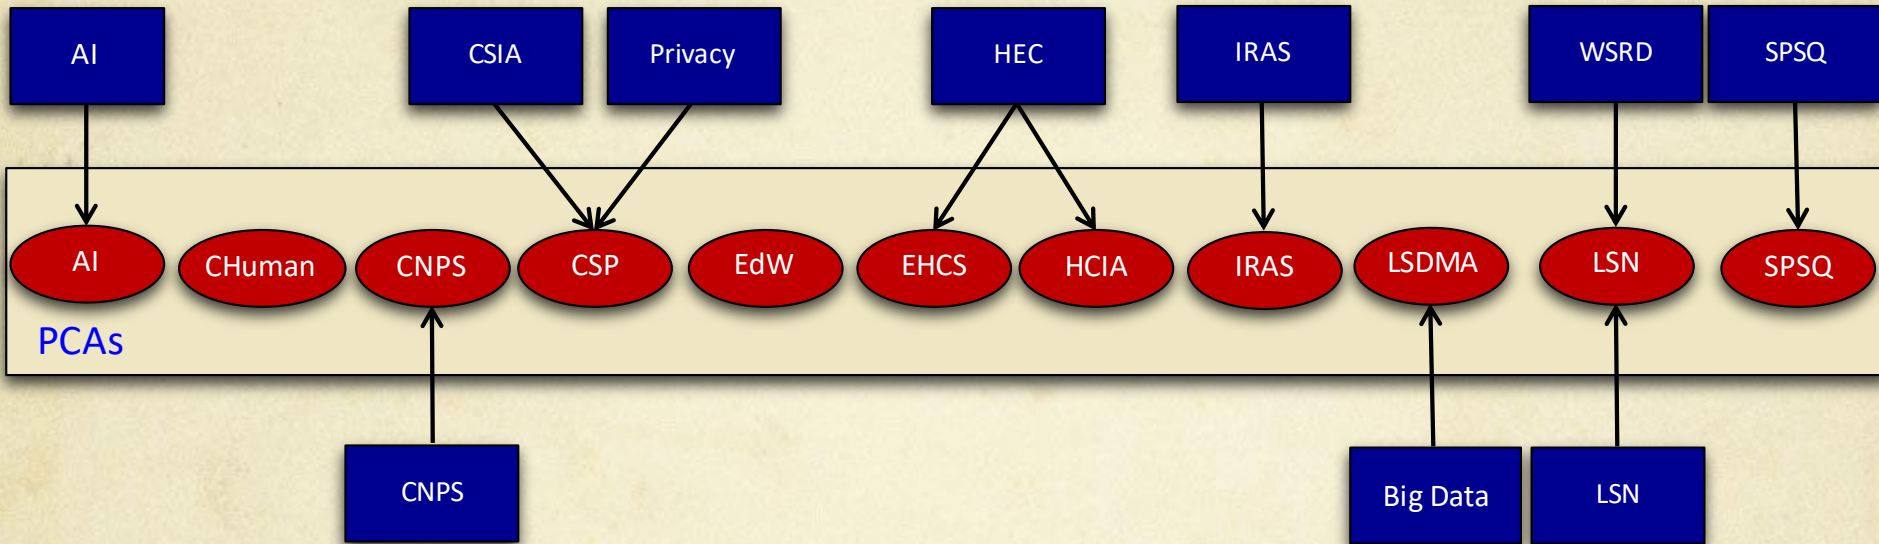 AI
CSIA
Privacy
HEC
IRAS
WSRD
SPSQ
AI
CHuman
CNPS
CSP
EdW
EHCS
HCIA
IRAS
LSDMA
LSN
SPSQ
PCAs
CNPS
Big Data
LSN